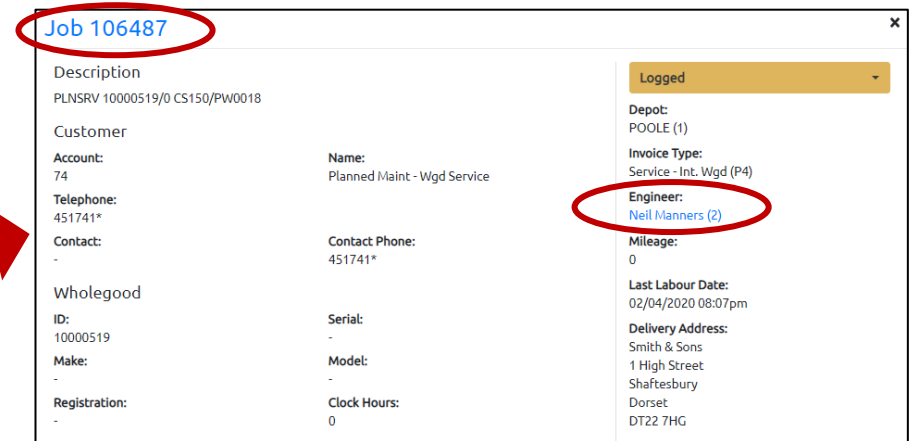 Job 106487
×
Description
PLNSRV 10000519/0 CS150/PW0018
Customer
Account:
74
Name:
Planned Maint - Wgd Service
Telephone:
451741*
Contact:
-
Contact Phone:
451741*
Wholegood
ID:
10000519
Serial:
-
Make:
-
Model:
-
Registration:
-
Clock Hours:
0
Logged
Depot:
POOLE (1)
Invoice Type:
Service - Int. Wgd (P4)
Engineer:
Neil Manners (2)
Mileage:
0
Last Labour Date:
02/04/2020 08:07pm
Delivery Address:
Smith & Sons
1 High Street
Shaftesbury
Dorset
DT22 7HG